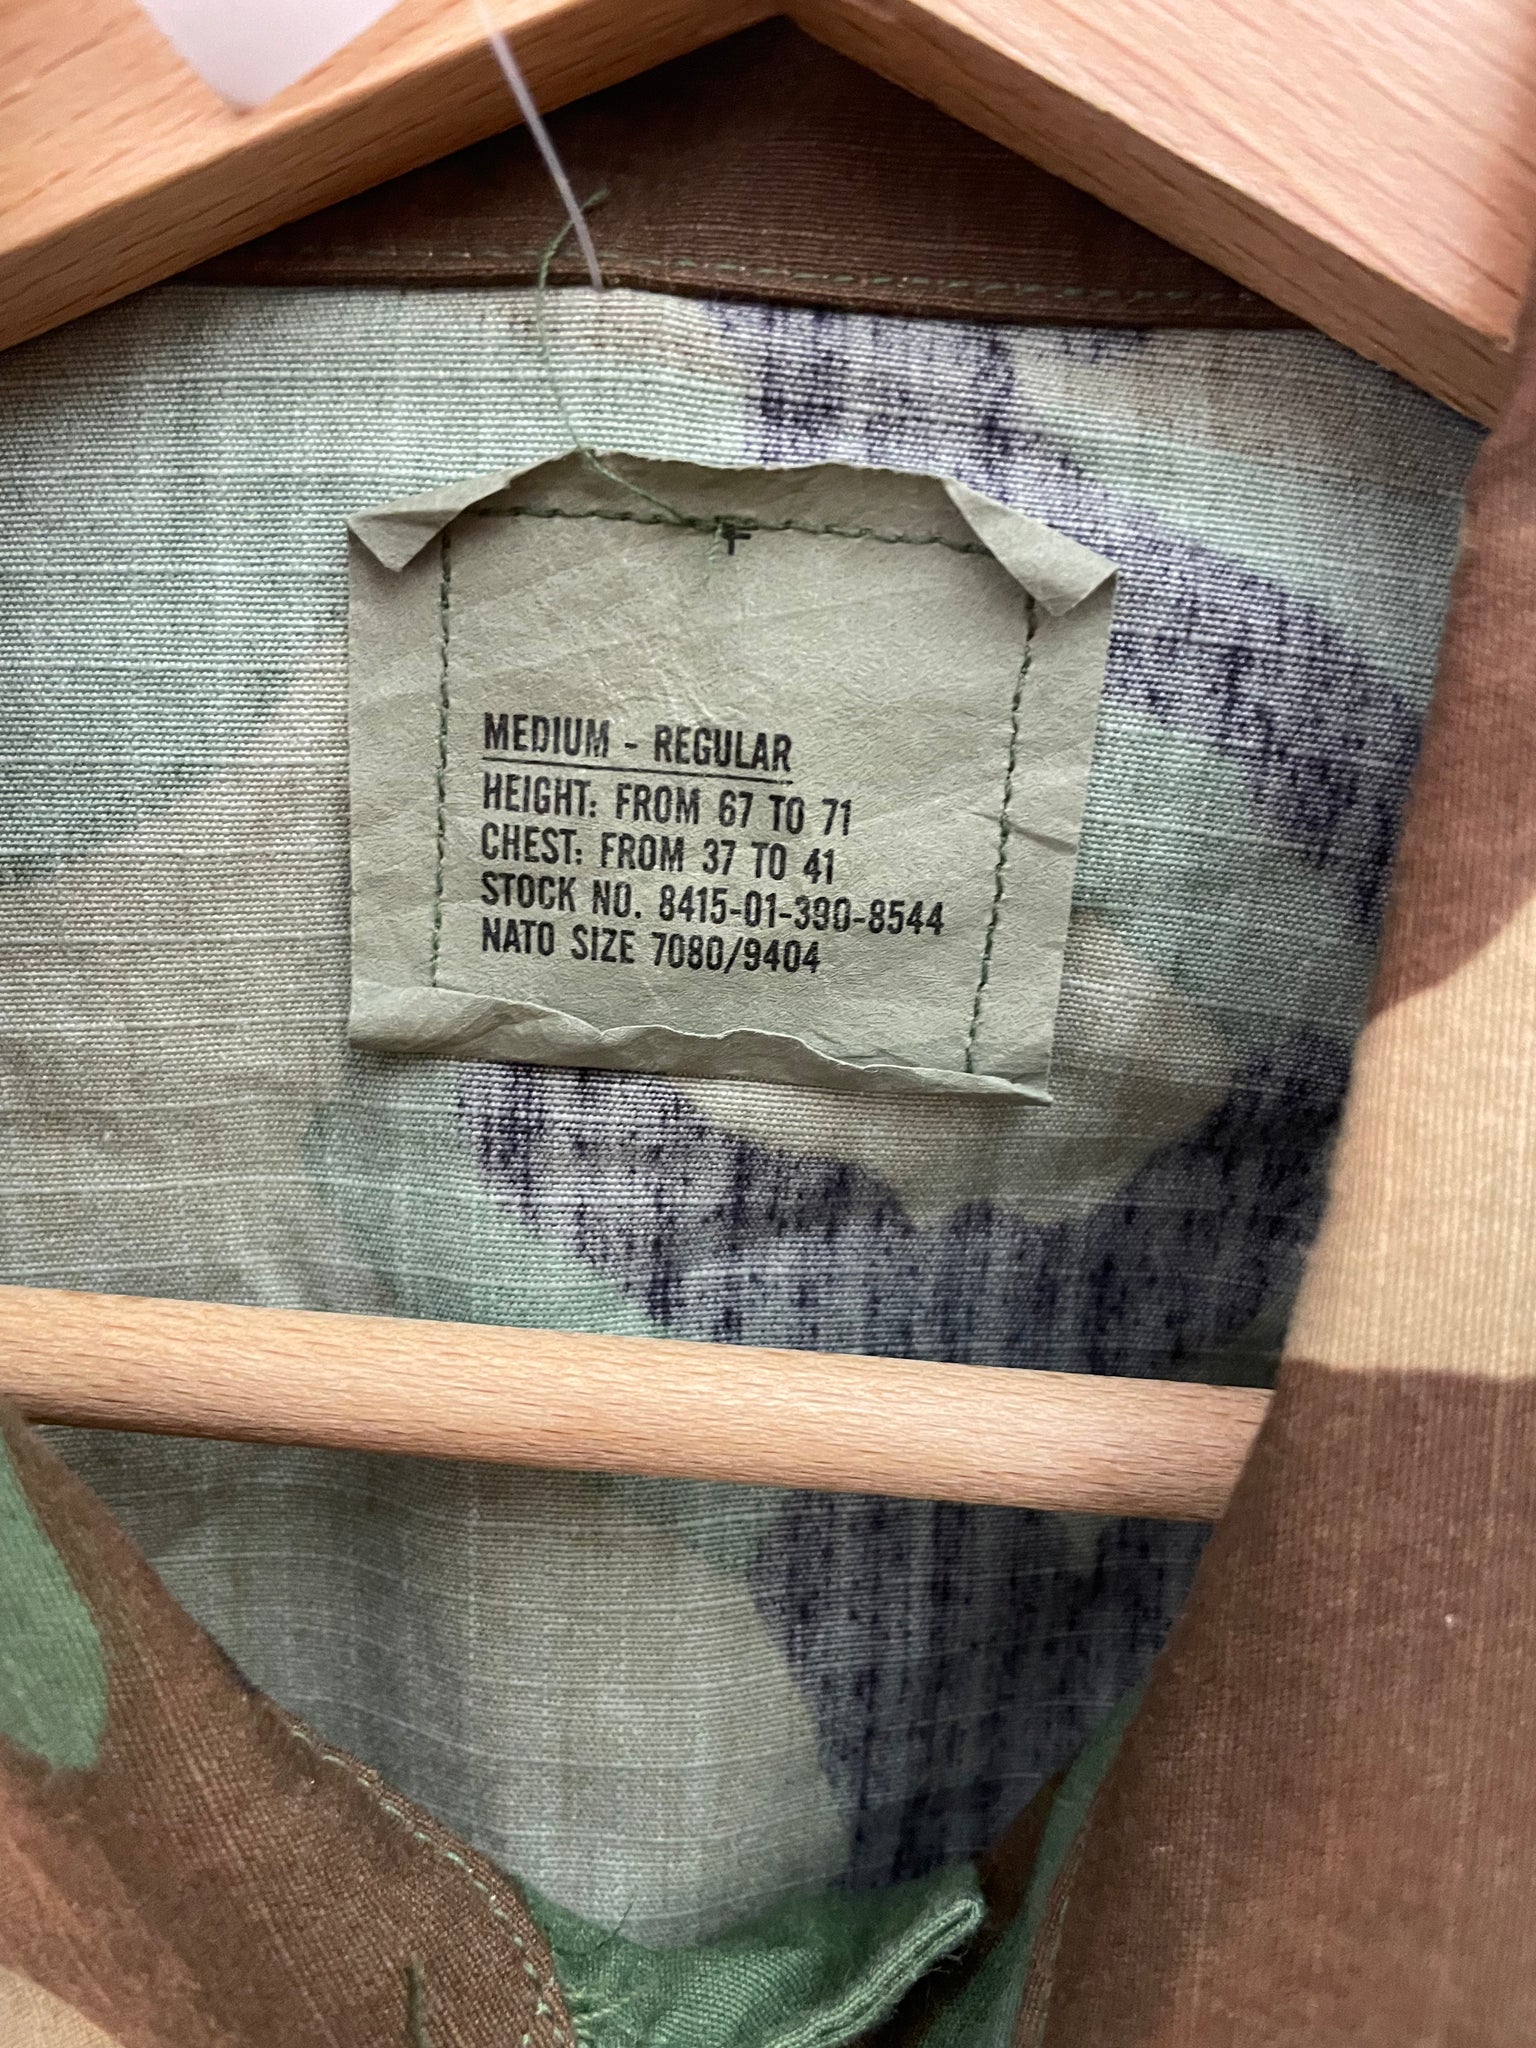 MEDIUM - REGULAR
HEIGHT: FROM 67 TO 71
CHEST: FROM 37 TO 41
STOCK NO. 8415-01-390-8544
NATO SIZE 7080/9404